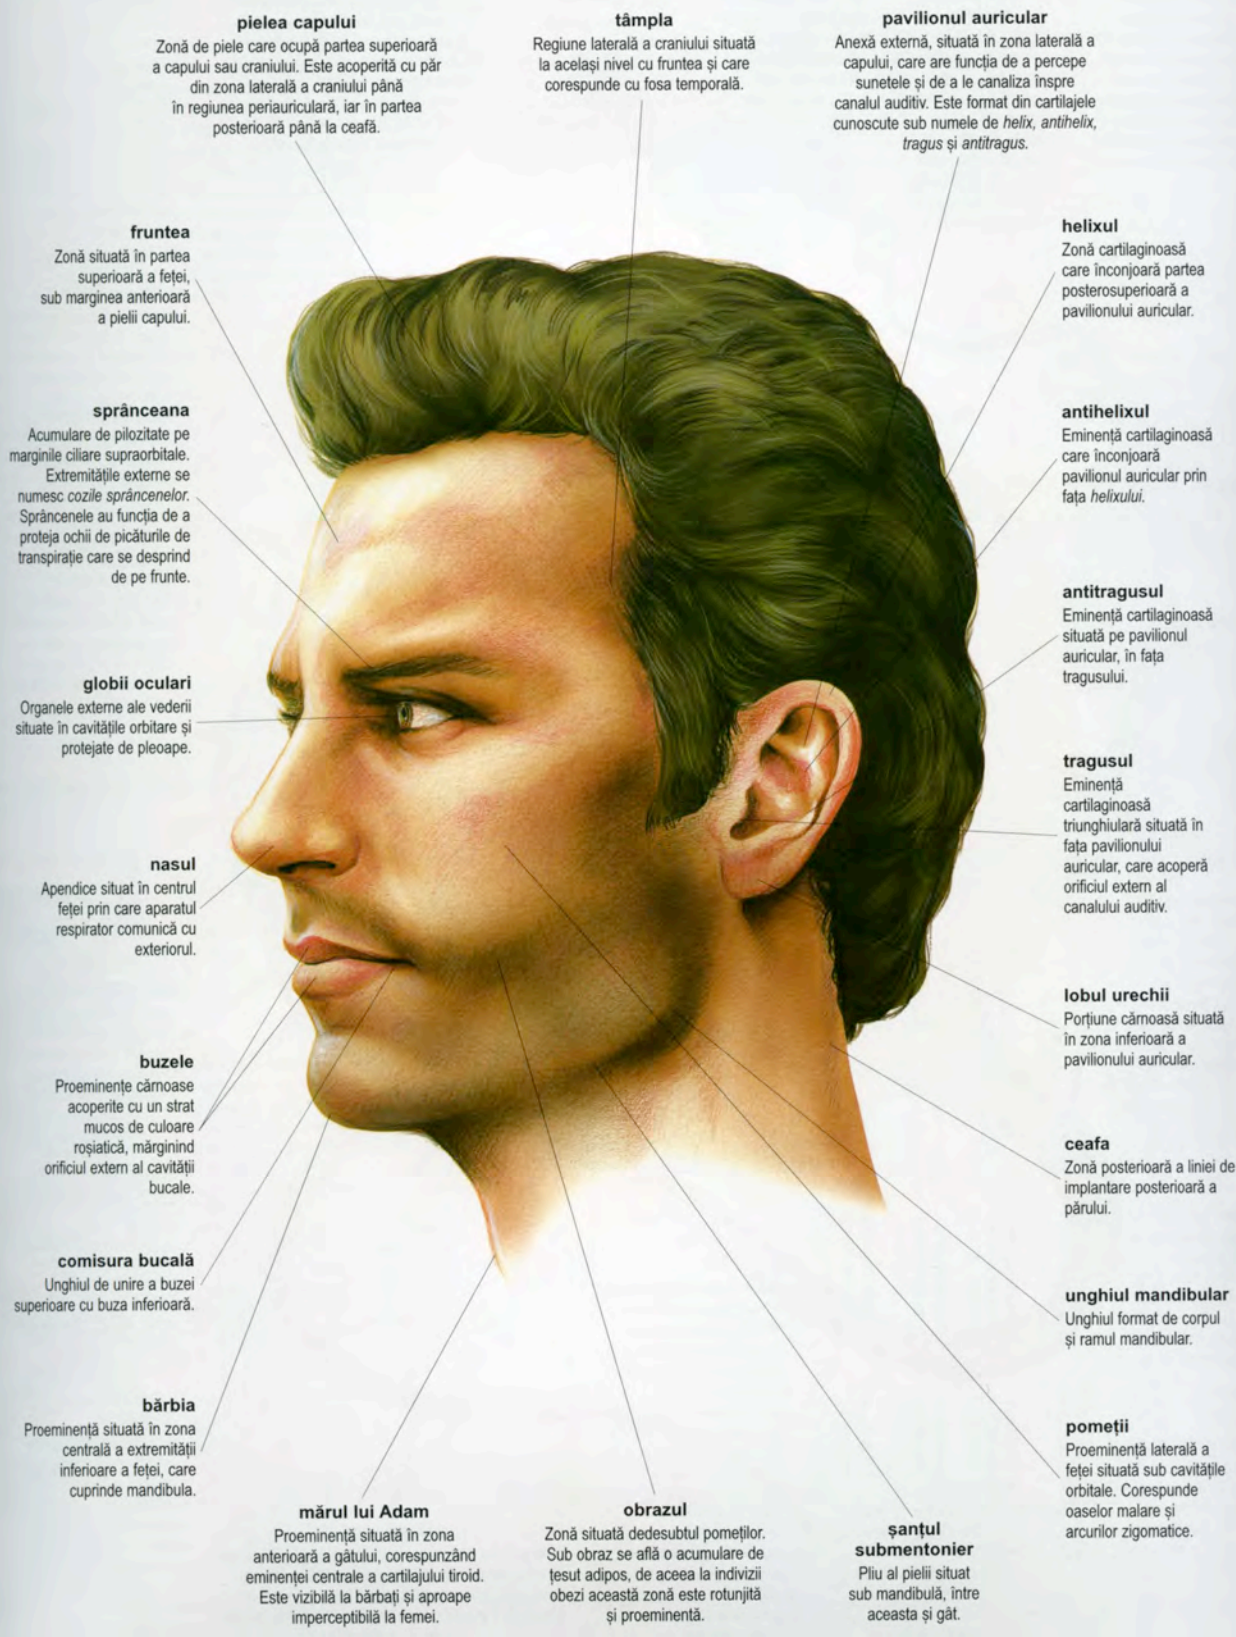 pielea capului
Zonă de piele care ocupă partea superioară
a capului sau craniului. Este acoperită cu păr
din zona laterală a craniului până
în regiunea periauriculară, iar în partea
posterioară până la ceafă.
tâmpla
Regiune laterală a craniului situată
la același nivel cu fruntea și care
corespunde cu fosa temporală.
pavilionul auricular
Anexă externă, situată în zona laterală a
capului, care are funcția de a percepe
sunetele și de a le canaliza înspre
canalul auditiv. Este format din cartilajele
cunoscute sub numele de helix, antihelix,
tragus și antitragus.
fruntea
Zonă situată în partea
superioară a feței,
sub marginea anterioară
a pielii capului.
sprânceana
Acumulare de pilozitate pe
marginile ciliare supraorbitale.
Extremitățile externe se
numesc cozile sprâncenelor.
Sprâncenele au funcția de a
proteja ochii de picăturile de
transpirație care se desprind
de pe frunte.
globii oculari
Organele externe ale vederii
situate în cavitățile orbitare și
protejate de pleoape.
nasul
Apendice situat în centrul
feței prin care aparatul
respirator comunică cu
exteriorul.
buzele
Proeminențe cărnoase
acoperite cu un strat
mucos de culoare
roșiatică, mărginind
orificiul extern al cavității
bucale.
comisura bucală
Unghiul de unire a buzei
superioare cu buza inferioară.
bărbia
Proeminență situată în zona
centrală a extremității
inferioare a feței, care
cuprinde mandibula.
helixul
Zonă cartilaginoasă
care înconjoară partea
posterosuperioară a
pavilionului auricular.
antihelixul
Eminență cartilaginoasă
care înconjoară
pavilionul auricular prin
fața helixului.
antitragusul
Eminență cartilaginoasă
situată pe pavilionul
auricular, în fața
tragusului.
tragusul
Eminență
cartilaginoasă
triunghiulară situată în
fața pavilionului
auricular, care acoperă
orificiul extern al
canalului auditiv.
lobul urechii
Porțiune cărnoasă situată
în zona inferioară a
pavilionului auricular.
ceafa
Zonă posterioară a liniei de
implantare posterioară a
părului.
unghiul mandibular
Unghiul format de corpul
și ramul mandibular.
pomeții
Proeminență laterală a
feței situată sub cavitățile
orbitale. Corespunde
oaselor malare și
arcurilor zigomatice.
mărul lui Adam
Proeminență situată în zona
anterioară a gâtului, corespunzând
eminenței centrale a cartilajului tiroid.
Este vizibilă la bărbați și aproape
imperceptibilă la femei.
obrazul
Zonă situată dedesubtul pomeților.
Sub obraz se află o acumulare de
țesut adipos, de aceea la indivizii
obezi această zonă este rotunjită
și proeminentă.
șanțul
submentonier
Pliu al pielii situat
sub mandibulă, între
aceasta și gât.